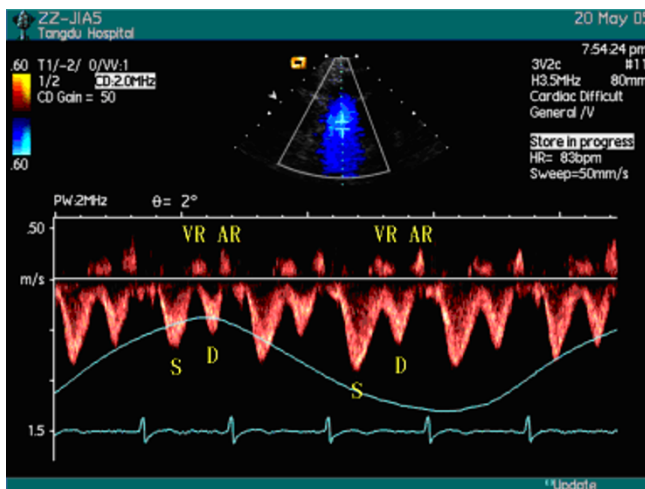 ZZ-JIA5
20 May 05
Tangdu Hospital
7:54:24 pm
.60
T1/-2/ 0/VV:1
3V2c
#11
1/2
CD:2.0MHz
H3.5MHz
80mm
CD Gain = 50
Cardiac Difficult
General /V
Store in progress
HR= 83bpm
.60
Sweep=50mm/s
PW:2MHz
θ= 2°
.50
VR AR
VR AR
m/s
S
D
S
D
1.5
Update